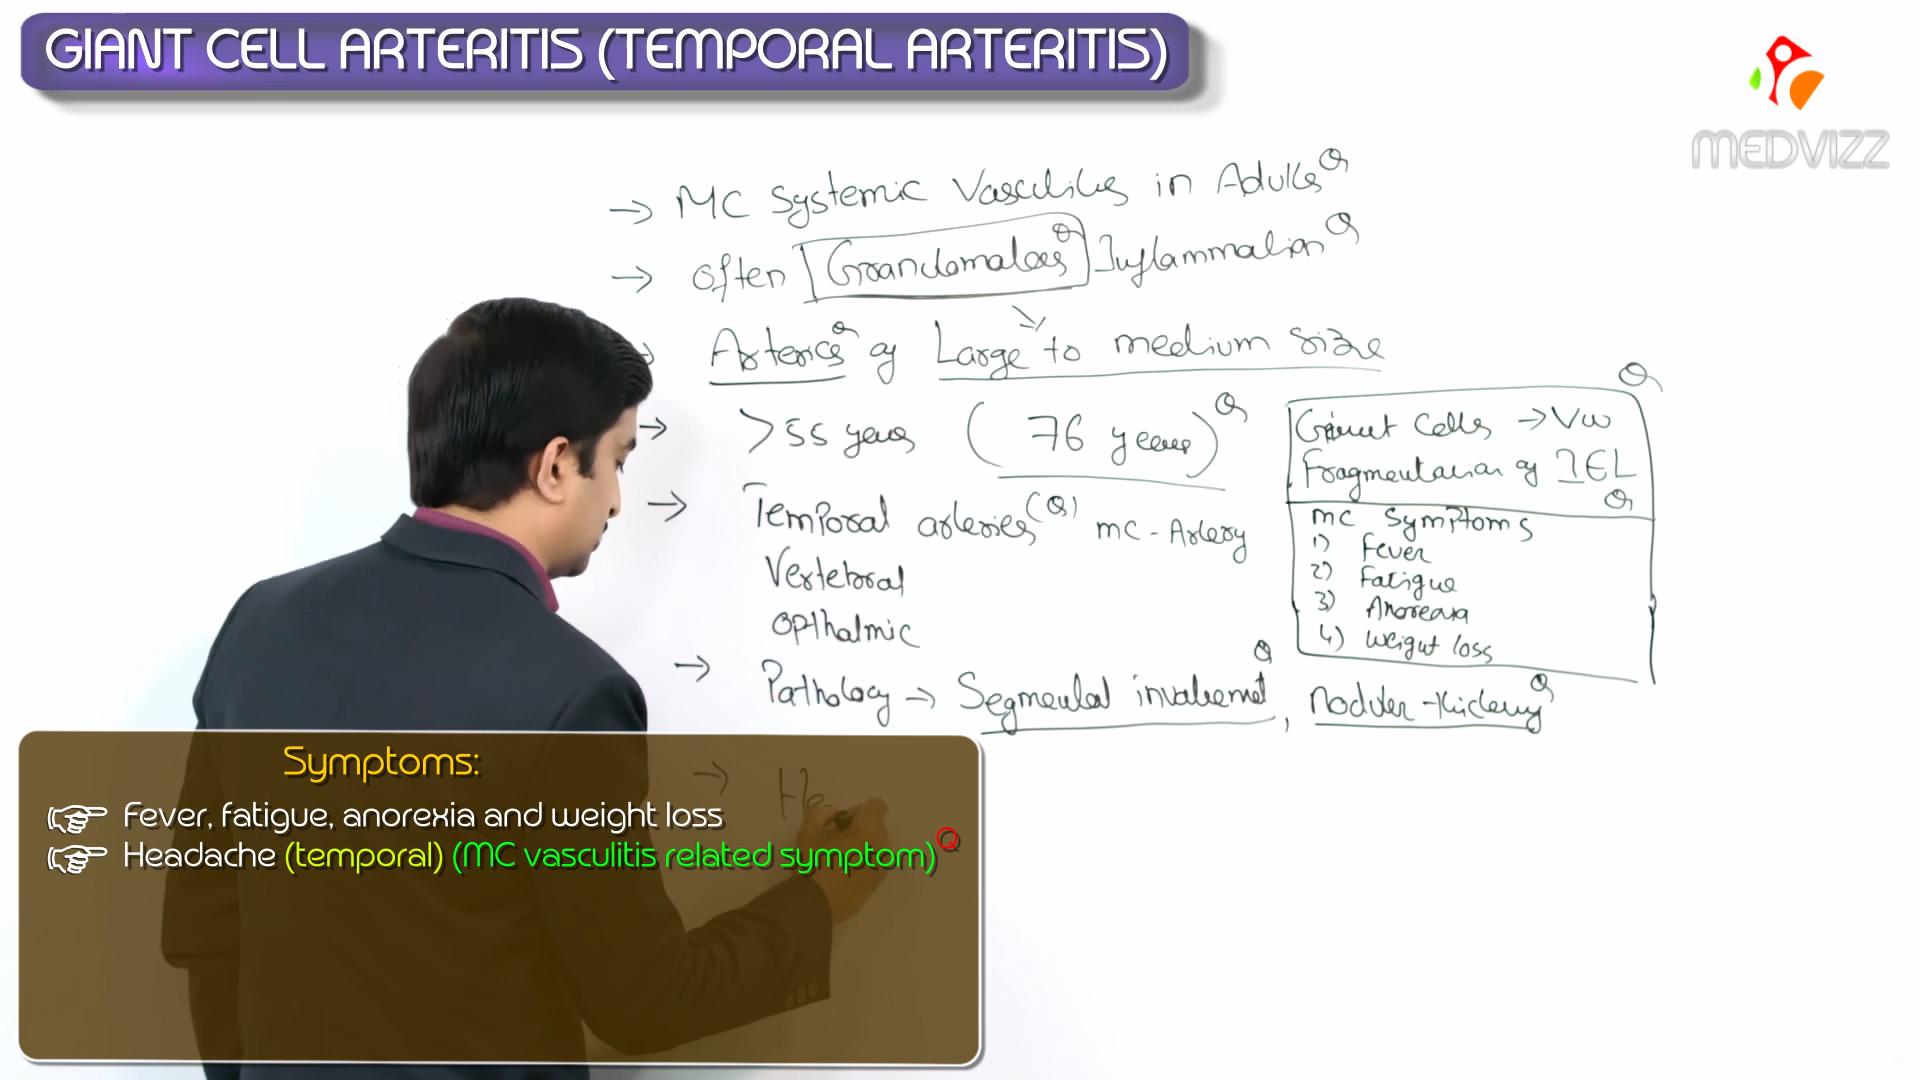 GIANT CELL ARTERITIS (TEMPORAL ARTERITIS)
MEDVIZZ
→ MC Systemic Vasculitis in Adults Q
→ often Granulomatous Q Inflammation Q
→ Arteries Q of Large to medium size
→ >55 years (76 years) Q
→ Temporal arteries (Q) MC - Artery
Vertebral
Opthalmic
→ Pathology → Segmental involvement Q, Nodular thickening Q
Q
Giant Cells → VW
Fragmentation of IEL
Q
MC Symptoms
1) Fever
2) Fatigue
3) Anorexia
4) Weight loss
→ He
Symptoms:
Fever, fatigue, anorexia and weight loss
Headache (temporal) (MC vasculitis related symptom) Q